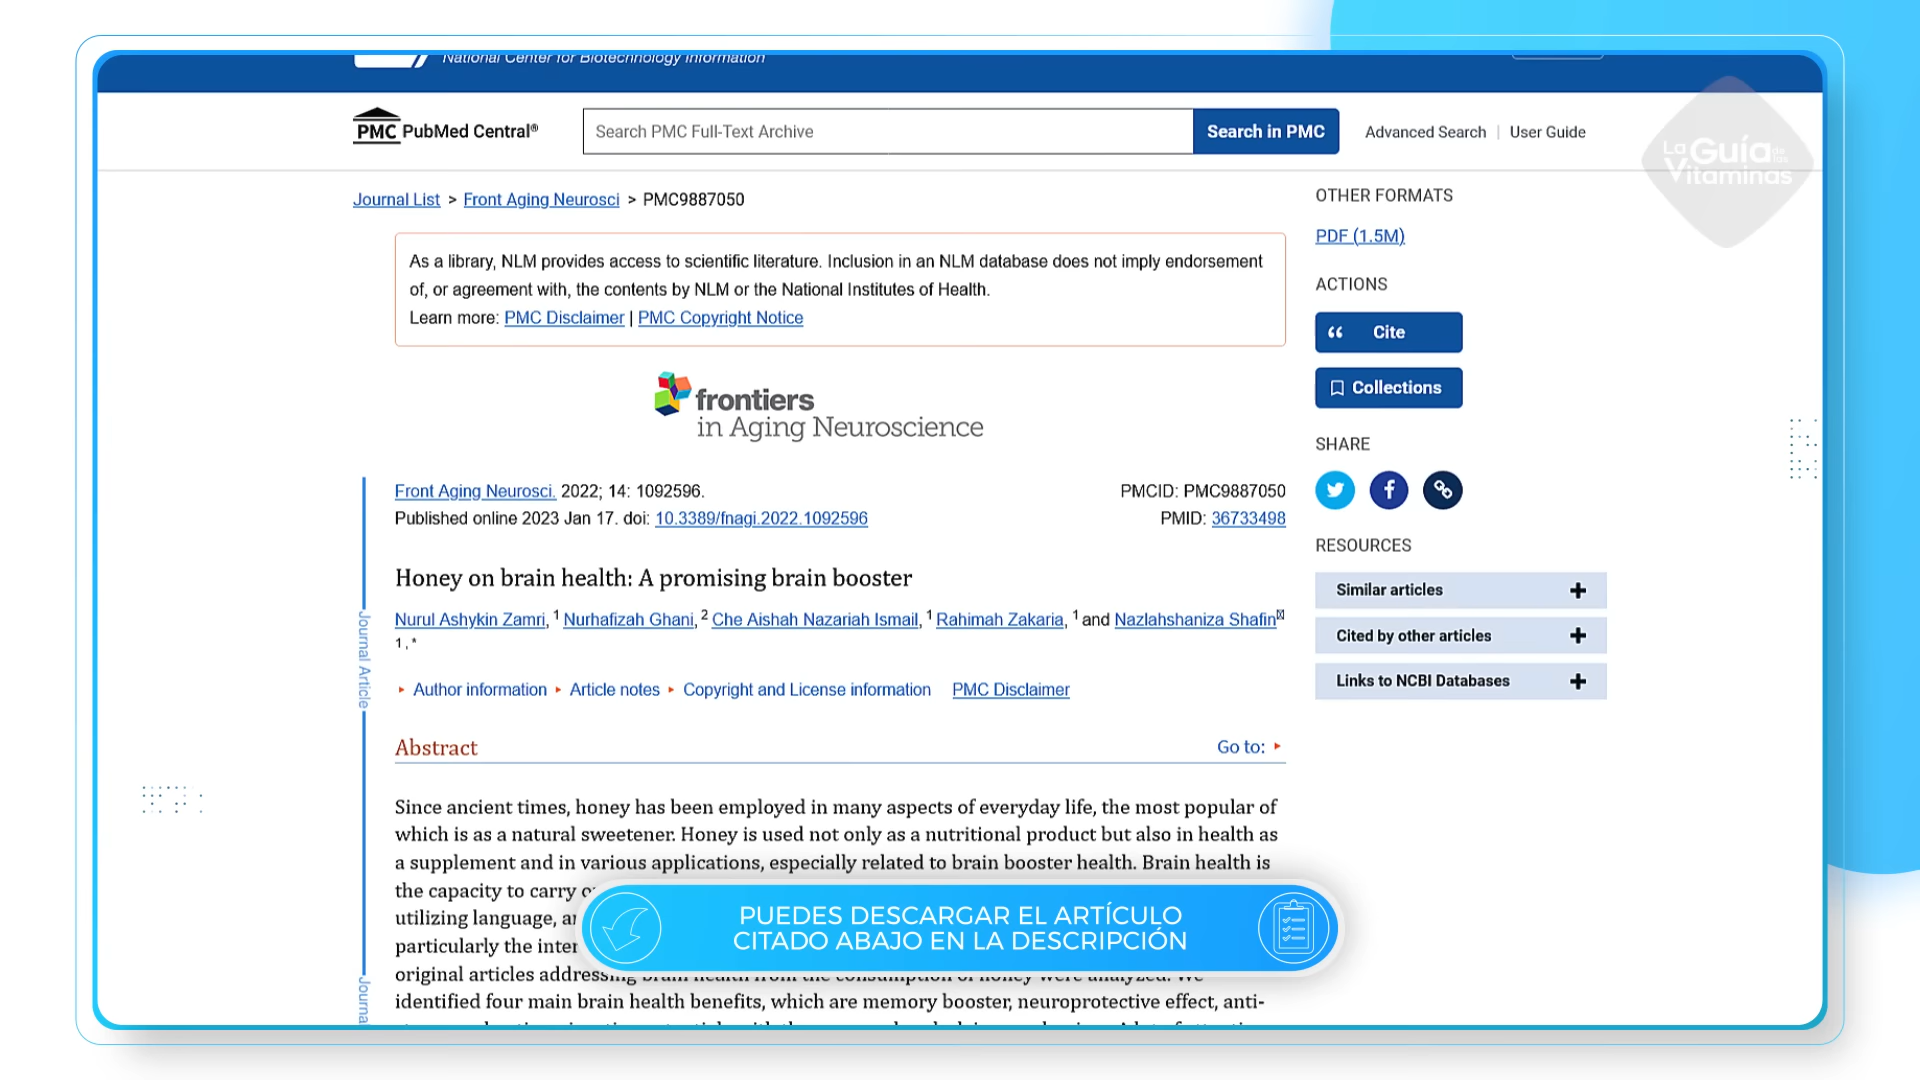 National Center for Biotechnology Information
PMC PubMed Central®
Search PMC Full-Text Archive
Search in PMC
Advanced Search | User Guide
La Guía de las
Vitaminas
Journal List > Front Aging Neurosci > PMC9887050
As a library, NLM provides access to scientific literature. Inclusion in an NLM database does not imply endorsement
of, or agreement with, the contents by NLM or the National Institutes of Health.
Learn more: PMC Disclaimer | PMC Copyright Notice
frontiers
in Aging Neuroscience
Front Aging Neurosci. 2022; 14: 1092596.
Published online 2023 Jan 17. doi: 10.3389/fnagi.2022.1092596
PMCID: PMC9887050
PMID: 36733498
Honey on brain health: A promising brain booster
Nurul Ashykin Zamri, 1 Nurhafizah Ghani, 2 Che Aishah Nazariah Ismail, 1 Rahimah Zakaria, 1 and Nazlahshaniza Shafin
1, *
Author information Article notes Copyright and License information PMC Disclaimer
Abstract
Go to:
Since ancient times, honey has been employed in many aspects of everyday life, the most popular of
which is as a natural sweetener. Honey is used not only as a nutritional product but also in health as
a supplement and in various applications, especially related to brain booster health. Brain health is
the capacity to carry
utilizing language,
particularly the
original articles addressing brain health from the consumption of honey were analyzed. We
identified four main brain health benefits, which are memory booster, neuroprotective effect, anti-
Journal Article
OTHER FORMATS
PDF (1.5M)
ACTIONS
Cite
Collections
SHARE
RESOURCES
Similar articles
Cited by other articles
Links to NCBI Databases
PUEDES DESCARGAR EL ARTÍCULO
CITADO ABAJO EN LA DESCRIPCIÓN